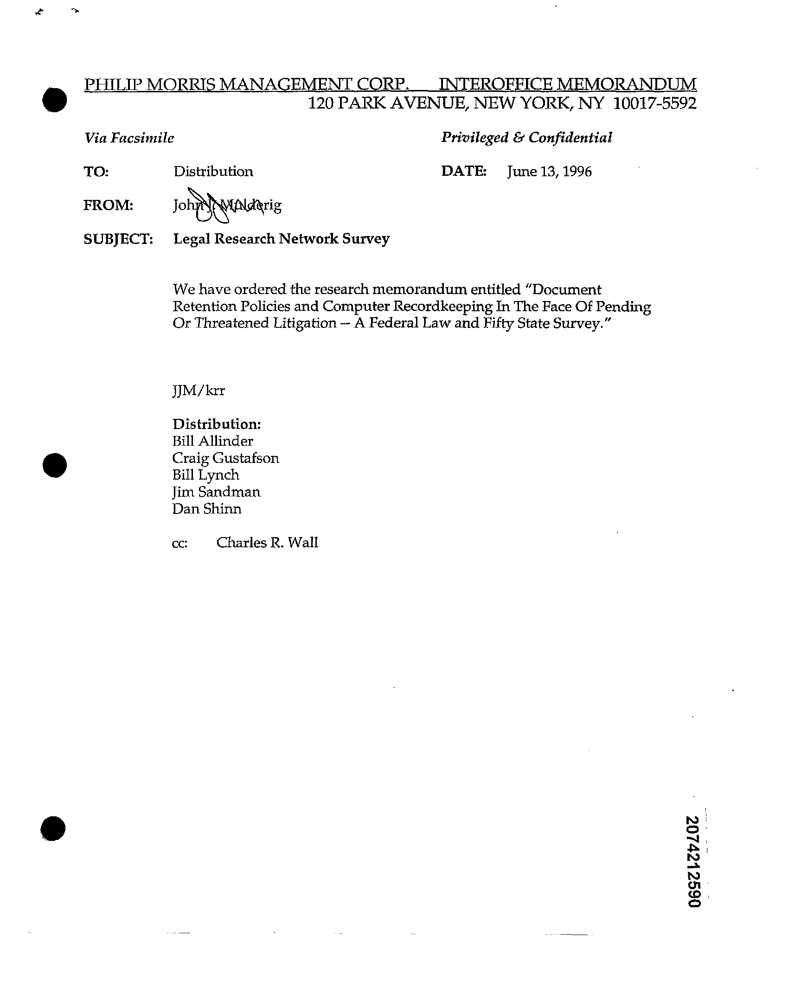 PHILIP MORRIS MANAGEMENT CORP. INTEROFFICE MEMORANDUM
120 PARK AVENUE, NEW YORK, NY 10017-5592
Via Facsimile Privileged & Confidential
TO: Distribution DATE: June 13, 1996
FROM: John
SUBJECT: Legal Research Network Survey
We have ordered the research memorandum entitled "Document
Retention Policies and Computer Recordkeeping In The Face Of Pending
Or Threatened Litigation -- A Federal Law and Fifty State Survey."
JJM/krr
Distribution:
Bill Allinder
Craig Gustafson
Bill Lynch
Jim Sandman
Dan Shinn
cc: Charles R. Wall
2074212590